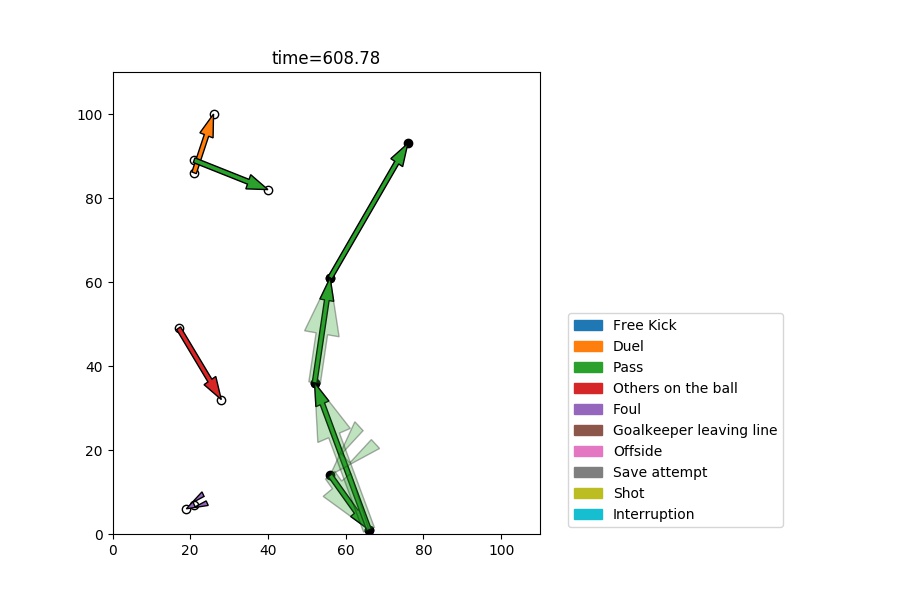 time=608.78
100
80
60
40
20
0
0 20 40 60 80 100
Free Kick
Duel
Pass
Others on the ball
Foul
Goalkeeper leaving line
Offside
Save attempt
Shot
Interruption